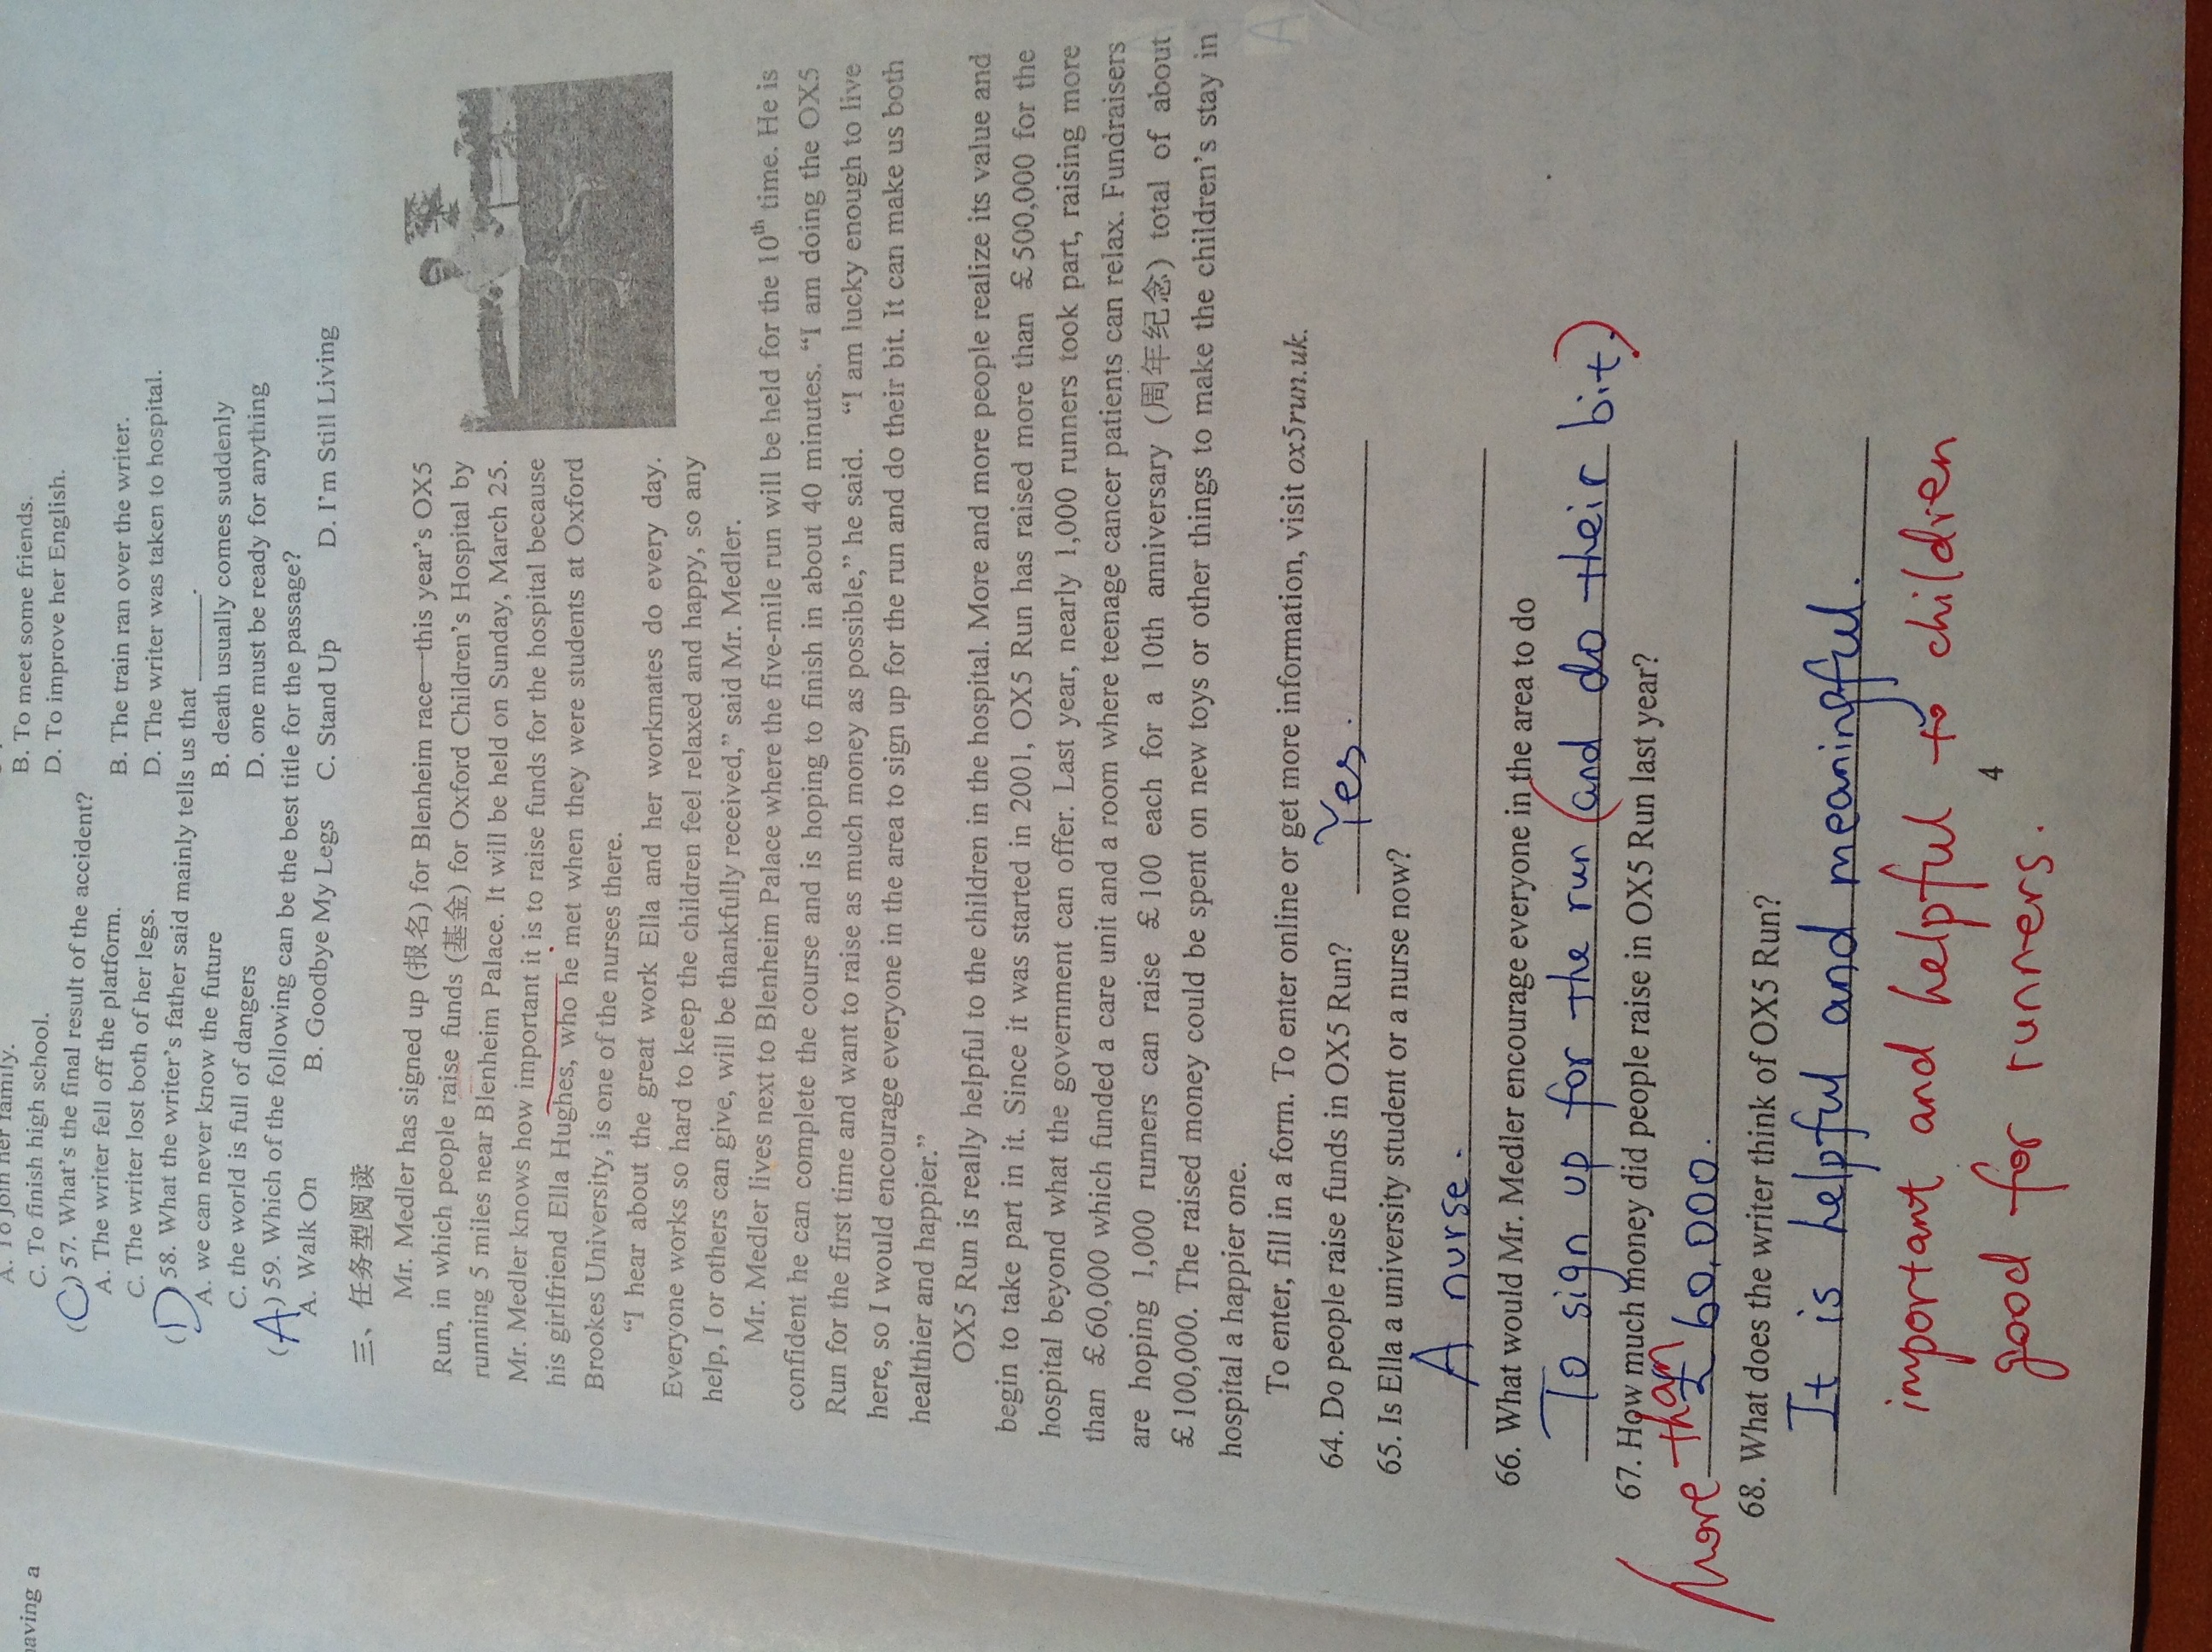 aving a
A. To join her family.
B. To meet some friends.
C. To finish high school.
D. To improve her English.
(C) 57. What's the final result of the accident?
A. The writer fell off the platform.
B. The train ran over the writer.
C. The writer lost both of her legs.
D. The writer was taken to hospital.
(D) 58. What the writer's father said mainly tells us that ______.
A. we can never know the future
B. death usually comes suddenly
C. the world is full of dangers
D. one must be ready for anything
(A) 59. Which of the following can be the best title for the passage?
A. Walk On B. Goodbye My Legs C. Stand Up D. I'm Still Living
三、任务型阅读
Mr. Medler has signed up (报名) for Blenheim race—this year's OX5
Run, in which people raise funds (基金) for Oxford Children's Hospital by
running 5 miles near Blenheim Palace. It will be held on Sunday, March 25.
Mr. Medler knows how important it is to raise funds for the hospital because
his girlfriend Ella Hughes, who he met when they were students at Oxford
Brookes University, is one of the nurses there.
“I hear about the great work Ella and her workmates do every day.
Everyone works so hard to keep the children feel relaxed and happy, so any
help, I or others can give, will be thankfully received,” said Mr. Medler.
Mr. Medler lives next to Blenheim Palace where the five-mile run will be held for the 10th time. He is
confident he can complete the course and is hoping to finish in about 40 minutes. “I am doing the OX5
Run for the first time and want to raise as much money as possible,” he said. “I am lucky enough to live
here, so I would encourage everyone in the area to sign up for the run and do their bit. It can make us both
healthier and happier.”
OX5 Run is really helpful to the children in the hospital. More and more people realize its value and
begin to take part in it. Since it was started in 2001, OX5 Run has raised more than £500,000 for the
hospital beyond what the government can offer. Last year, nearly 1,000 runners took part, raising more
than £60,000 which funded a care unit and a room where teenage cancer patients can relax. Fundraisers
are hoping 1,000 runners can raise £100 each for a 10th anniversary (周年纪念) total of about
£100,000. The raised money could be spent on new toys or other things to make the children's stay in
hospital a happier one.
To enter, fill in a form. To enter online or get more information, visit ox5run.uk.
64. Do people raise funds in OX5 Run? Yes.
65. Is Ella a university student or a nurse now?
A nurse.
66. What would Mr. Medler encourage everyone in the area to do
To sign up for the run (and do their bit.)
67. How much money did people raise in OX5 Run last year?
More than £60,000.
68. What does the writer think of OX5 Run?
It is helpful and meaningful.
important and helpful to children
good for runners.
4